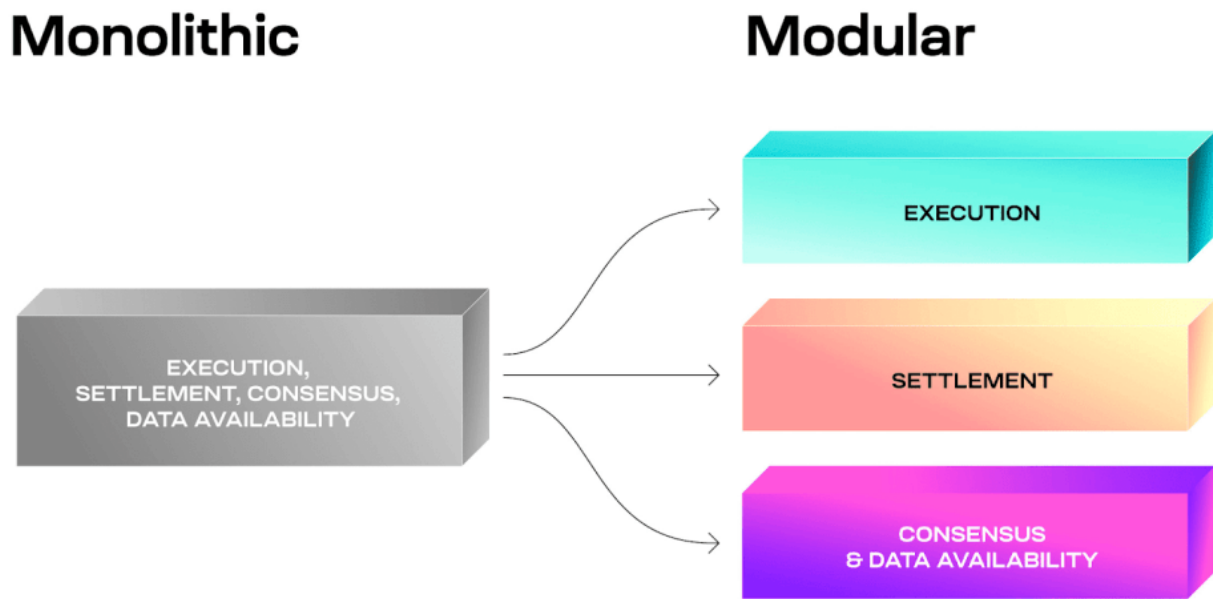 Monolithic
Modular
EXECUTION,
SETTLEMENT, CONSENSUS,
DATA AVAILABILITY
EXECUTION
SETTLEMENT
CONSENSUS
& DATA AVAILABILITY